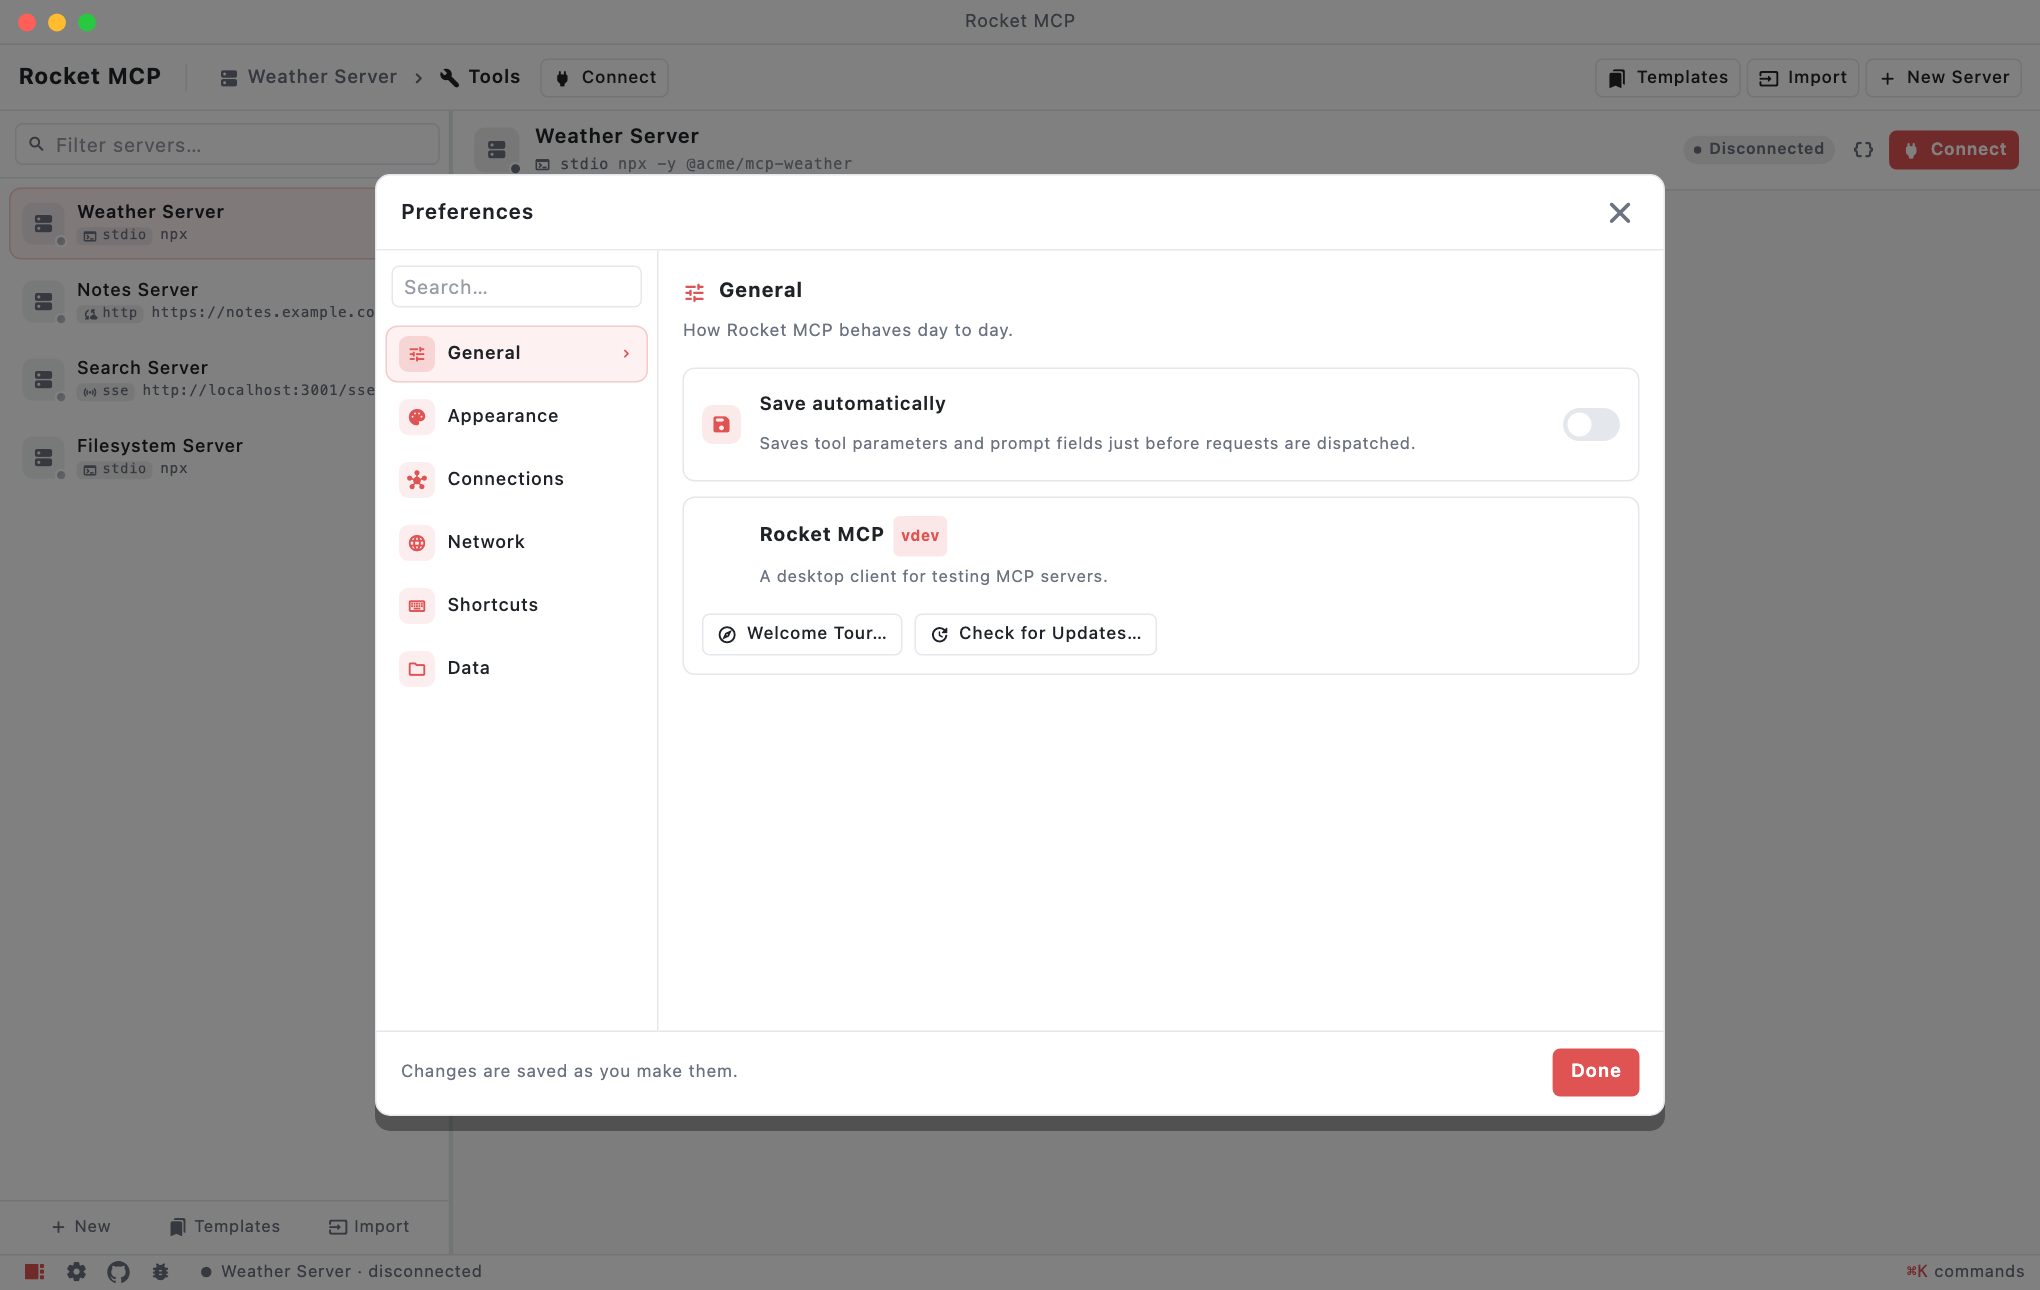 Rocket MCP
Rocket MCP
Weather Server › Tools
Connect
Templates
Import
+ New Server
Filter servers...
Weather Server
stdio npx
Notes Server
http https://notes.example.co
Search Server
sse http://localhost:3001/sse
Filesystem Server
stdio npx
Weather Server
stdio npx -y @acme/mcp-weather
Disconnected
{}
Connect
Preferences
Search...
General
Appearance
Connections
Network
Shortcuts
Data
General
How Rocket MCP behaves day to day.
Save automatically
Saves tool parameters and prompt fields just before requests are dispatched.
Rocket MCP vdev
A desktop client for testing MCP servers.
Welcome Tour...
Check for Updates...
Changes are saved as you make them.
Done
+ New
Templates
Import
Weather Server · disconnected
⌘K commands